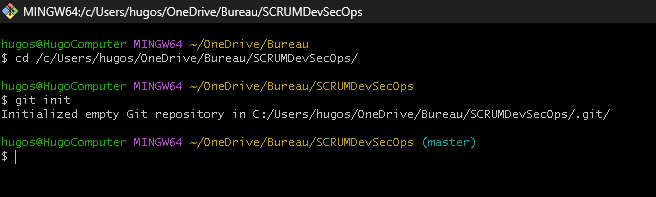 MINGW64:/c/Users/hugos/OneDrive/Bureau/SCRUMDevSecOps
hugos@HugoComputer MINGW64 ~/OneDrive/Bureau
$ cd /c/Users/hugos/OneDrive/Bureau/SCRUMDevSecOps/
hugos@HugoComputer MINGW64 ~/OneDrive/Bureau/SCRUMDevSecOps
$ git init
Initialized empty Git repository in C:/Users/hugos/OneDrive/Bureau/SCRUMDevSecOps/.git/
hugos@HugoComputer MINGW64 ~/OneDrive/Bureau/SCRUMDevSecOps (master)
$